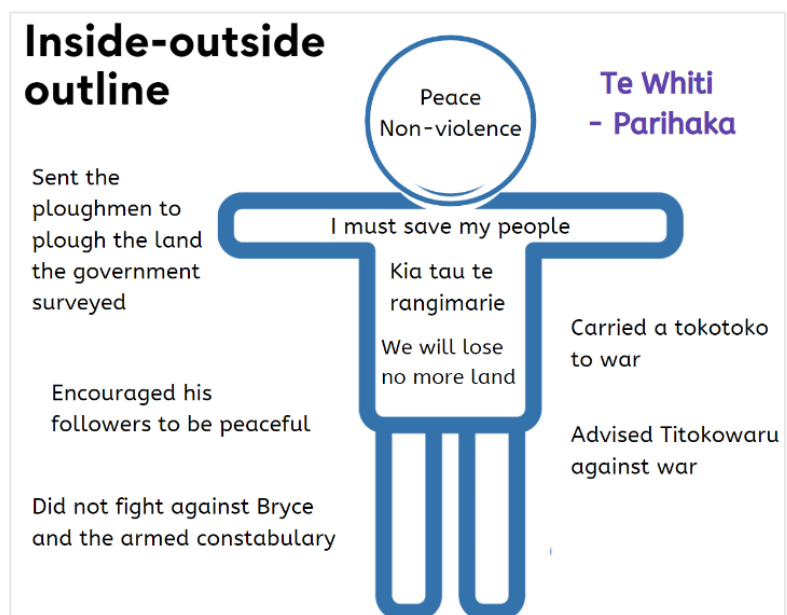 Inside-outside
outline
Te Whiti
- Parihaka
Peace
Non-violence
Sent the
ploughmen to
plough the land
the government
surveyed
I must save my people
Kia tau te
rangimarie
We will lose
no more land
Carried a tokotoko
to war
Encouraged his
followers to be peaceful
Advised Titokowaru
against war
Did not fight against Bryce
and the armed constabulary